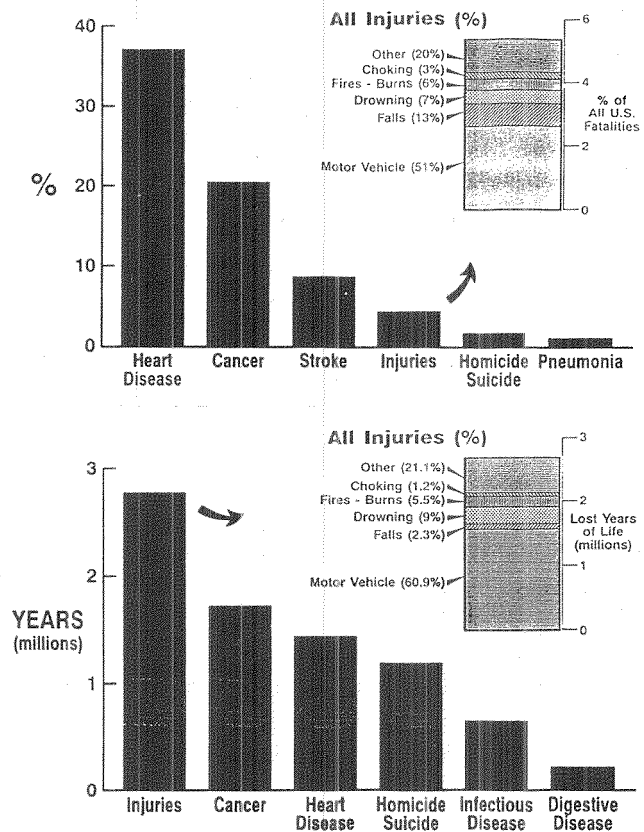 All Injuries (%)
40
30
%
20
10
0
Other (20%)
Choking (3%)
Fires - Burns (6%)
Drowning (7%)
Falls (13%)
Motor Vehicle (51%)
6
4
2
0
% of
All U.S.
Fatalities
Heart
Disease
Cancer
Stroke
Injuries
Homicide
Suicide
Pneumonia
All Injuries (%)
3
2
YEARS
(millions)
1
0
Other (21.1%)
Choking (1.2%)
Fires - Burns (5.5%)
Drowning (9%)
Falls (2.3%)
Motor Vehicle (60.9%)
3
2
1
0
Lost Years
of Life
(millions)
Injuries
Cancer
Heart
Disease
Homicide
Suicide
Infectious
Disease
Digestive
Disease